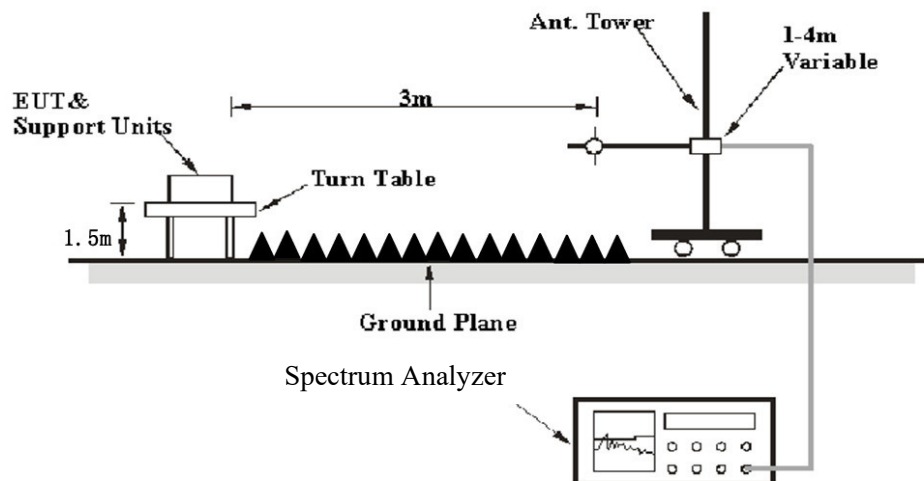 Ant. Tower
1-4m
Variable
3m
EUT&
Support Units
Turn Table
1.5m
Ground Plane
Spectrum Analyzer